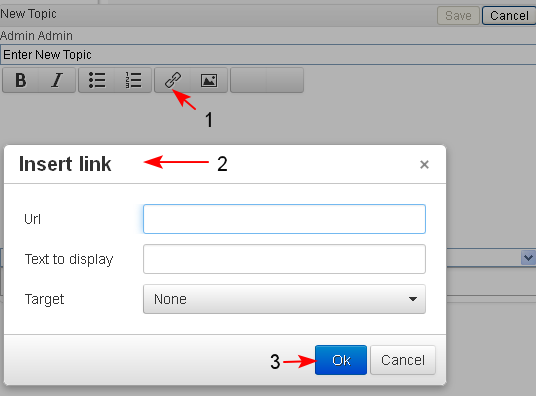 New Topic Save Cancel
Admin Admin
Enter New Topic
B I
1
Insert link 2 ×
Url
Text to display
Target None
3 Ok Cancel